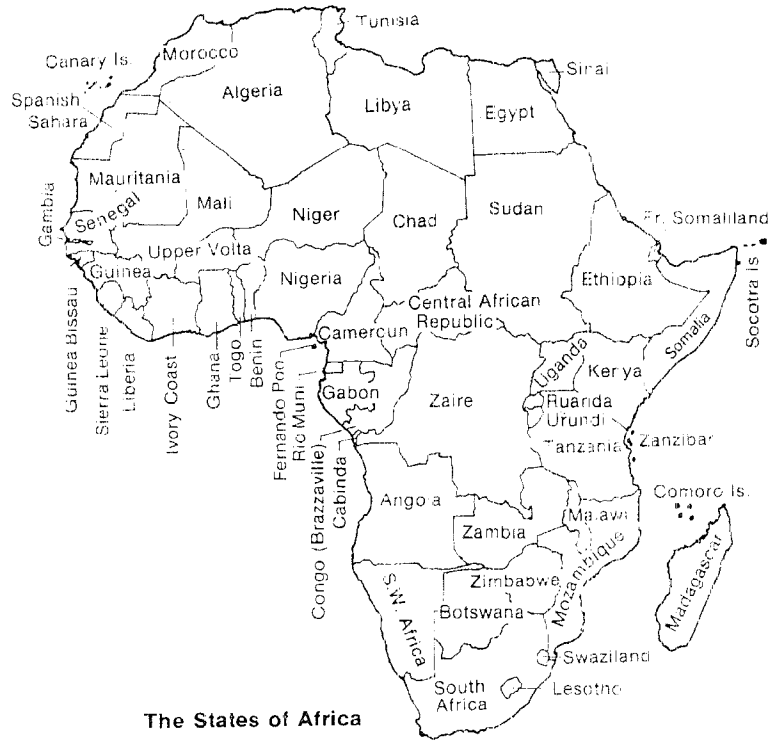 Tunisia
Morocco
Canary Is.
Sinai
Algeria
Spanish
Sahara
Libya
Egypt
Mauritania
Mali
Gambia
Senegal
Niger
Chad
Sudan
Fr. Somaliland
Upper Volta
Guinea
Nigeria
Ethiopia
Socotra Is
Central African
Republic
Somalia
Cameroun
Guinea Bissau
Sierra Leone
Liberia
Ivory Coast
Ghana
Togo
Benin
Fernando Poo
Rio Muni
Uganda
Kenya
Gabon
Zaire
Ruanda
Urundi
Tanzania
Zanzibar
Congo (Brazzaville)
Cabinda
Angola
Comoro Is.
Malawi
Zambia
Mozambique
Madagascar
Zimbabwe
S.W. Africa
Botswana
Swaziland
South
Africa
Lesotho
The States of Africa